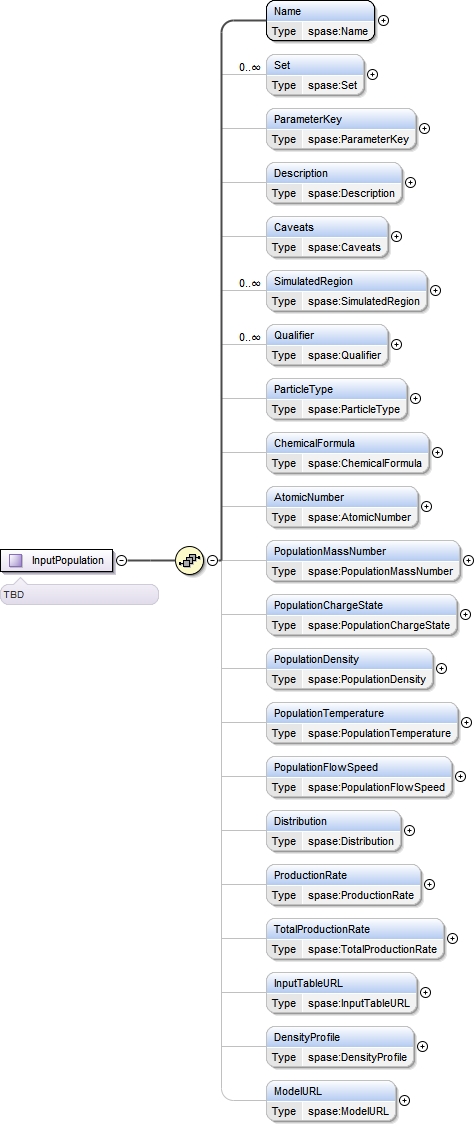 Name
Type spase:Name
0..∞
Set
Type spase:Set
ParameterKey
Type spase:ParameterKey
Description
Type spase:Description
Caveats
Type spase:Caveats
0..∞
SimulatedRegion
Type spase:SimulatedRegion
0..∞
Qualifier
Type spase:Qualifier
ParticleType
Type spase:ParticleType
ChemicalFormula
Type spase:ChemicalFormula
AtomicNumber
Type spase:AtomicNumber
InputPopulation
TBD
PopulationMassNumber
Type spase:PopulationMassNumber
PopulationChargeState
Type spase:PopulationChargeState
PopulationDensity
Type spase:PopulationDensity
PopulationTemperature
Type spase:PopulationTemperature
PopulationFlowSpeed
Type spase:PopulationFlowSpeed
Distribution
Type spase:Distribution
ProductionRate
Type spase:ProductionRate
TotalProductionRate
Type spase:TotalProductionRate
InputTableURL
Type spase:InputTableURL
DensityProfile
Type spase:DensityProfile
ModelURL
Type spase:ModelURL